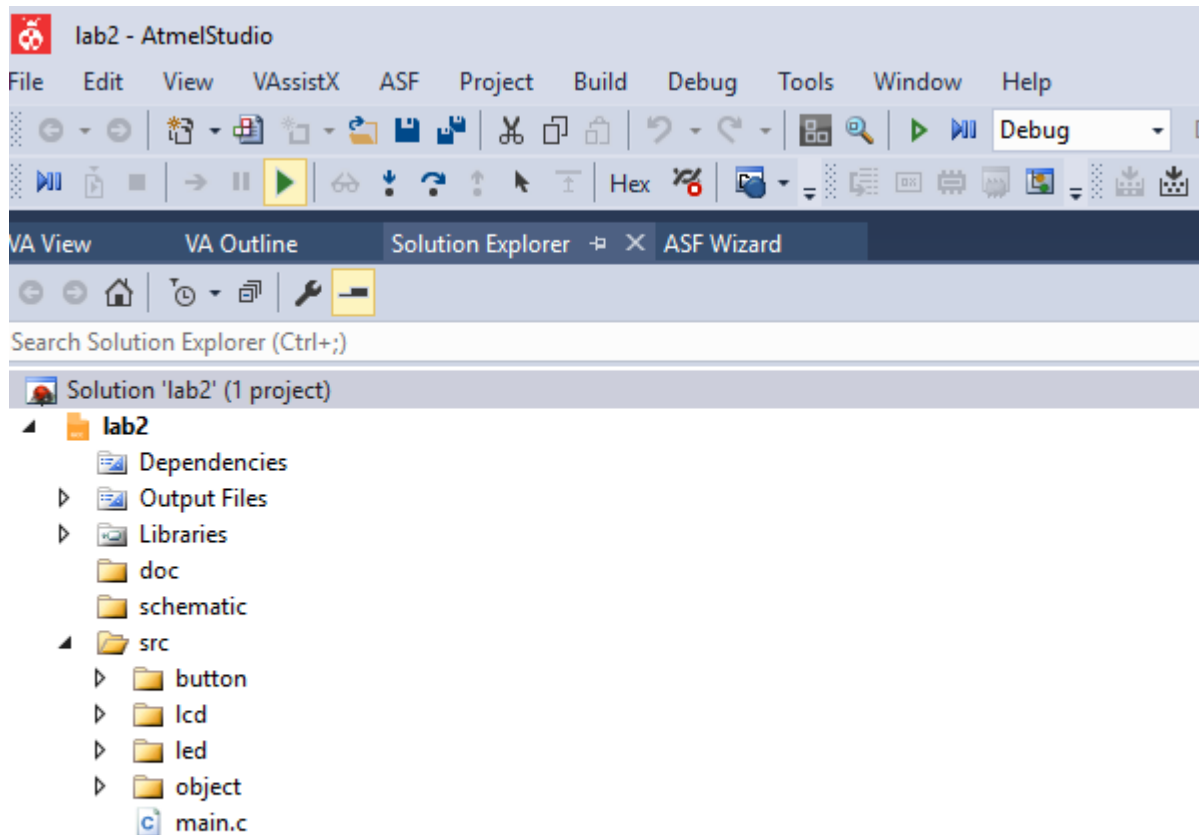 lab2 - AtmelStudio
File Edit View VAssistX ASF Project Build Debug Tools Window Help
Debug
Hex
VA View VA Outline Solution Explorer ASF Wizard
Search Solution Explorer (Ctrl+;)
Solution 'lab2' (1 project)
lab2
Dependencies
Output Files
Libraries
doc
schematic
src
button
lcd
led
object
main.c